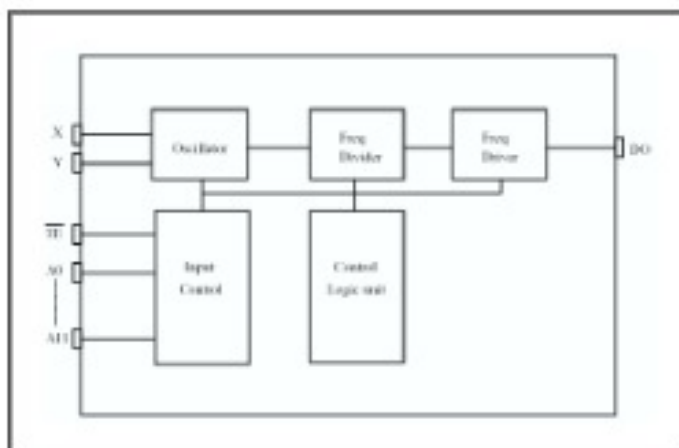 X
Y
TE
A0
A11
Oscillator
Freq
Divider
Freq
Driver
DO
Input
Control
Control
Logic unit